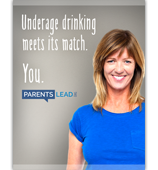 Underage drinking
meets its match.
You.
PARENTS LEAD